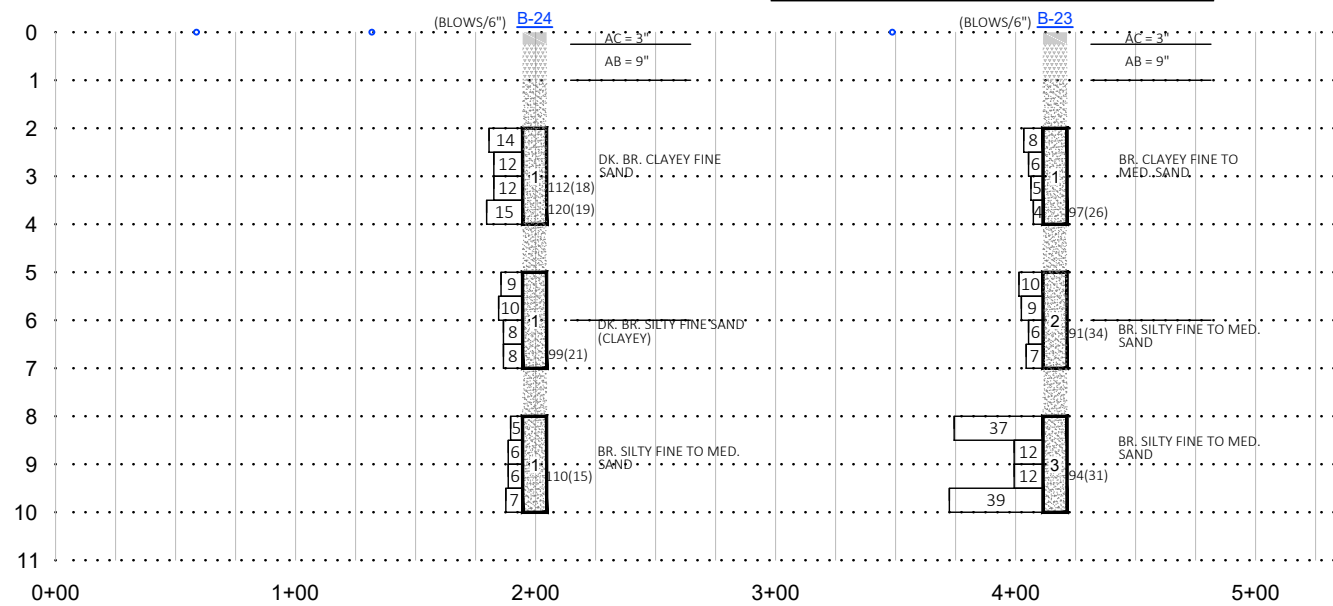 (BLOWS/6") B-24
(BLOWS/6") B-23
0
AC = 3"
AC = 3"
AB = 9"
AB = 9"
1
2
14
8
12
DK. BR. CLAYEY FINE
SAND
6
BR. CLAYEY FINE TO
MED. SAND
3
1
1
12
112(18)
5
15
120(19)
4
97(26)
4
5
9
10
10
9
6
1
DK. BR. SILTY FINE SAND
(CLAYEY)
2
BR. SILTY FINE TO MED.
SAND
8
6
91(34)
8
99(21)
7
7
8
5
37
6
BR. SILTY FINE TO MED.
SAND
12
BR. SILTY FINE TO MED.
SAND
9
1
3
6
110(15)
12
94(31)
7
39
10
11
0+00 1+00 2+00 3+00 4+00 5+00